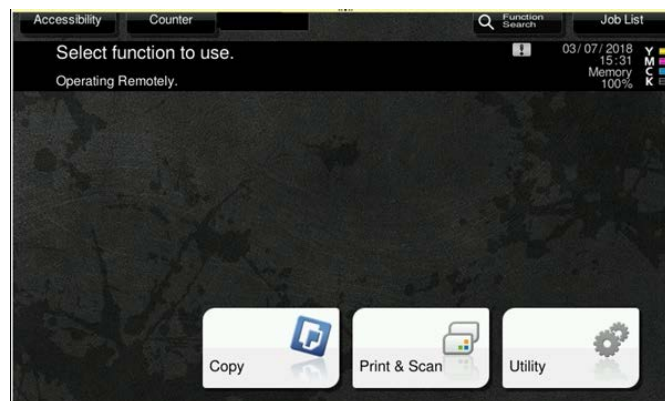 Accessibility
Counter
Function
Search
Job List
Select function to use.
Operating Remotely.
03/07/2018
15:31
Memory
100%
Y
M
C
K
Copy
Print & Scan
Utility